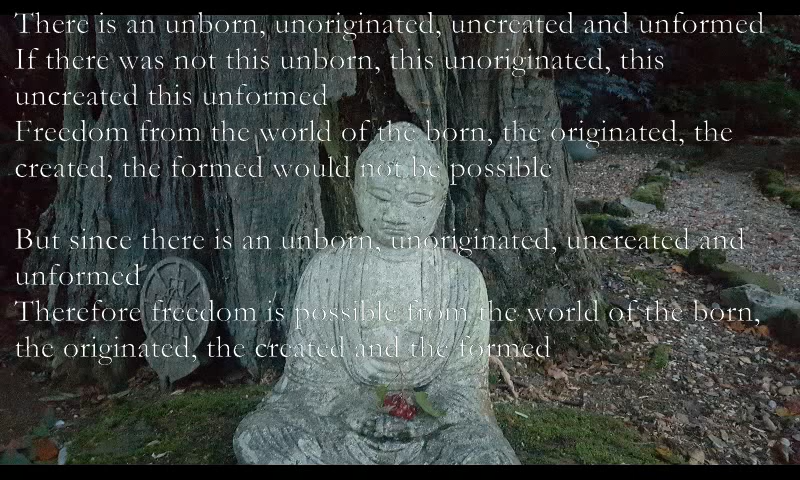 There is an unborn, unoriginated, uncreated and unformed
If there was not this unborn, this unoriginated, this
uncreated this unformed
Freedom from the world of the born, the originated, the
created, the formed would not be possible
But since there is an unborn, unoriginated, uncreated and
unformed
Therefore freedom is possible from the world of the born,
the originated, the created and the formed